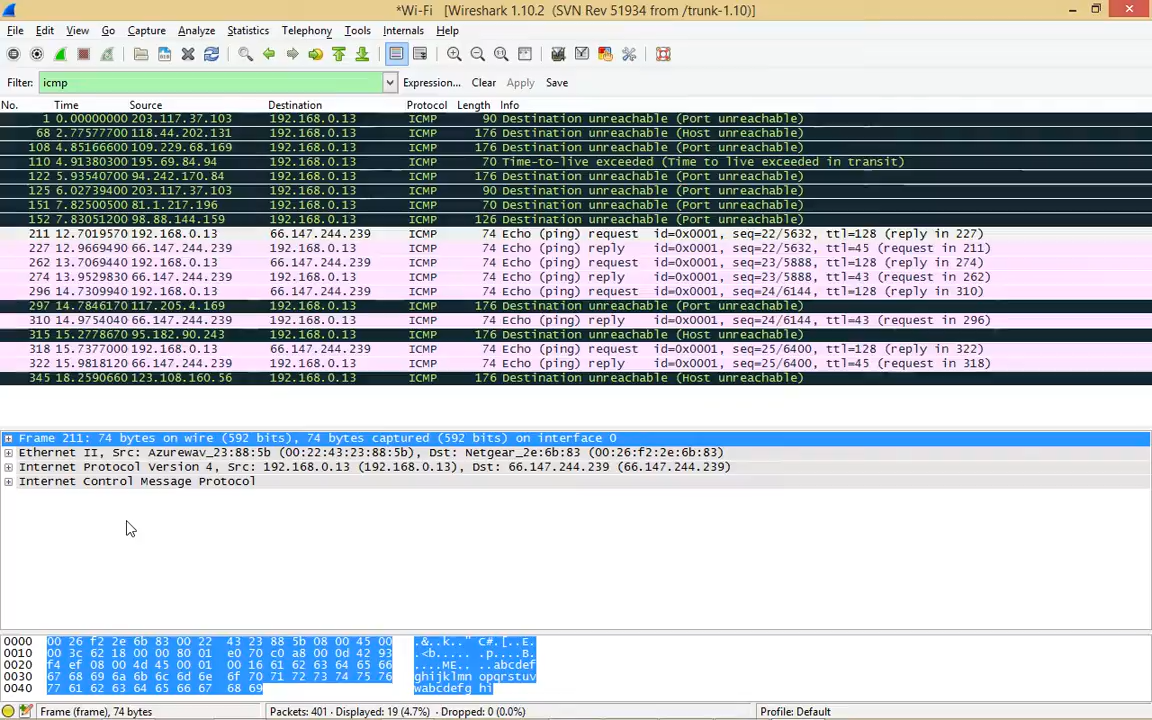 *Wi-Fi [Wireshark 1.10.2 (SVN Rev 51934 from /trunk-1.10)]
File Edit View Go Capture Analyze Statistics Telephony Tools Internals Help
Filter: icmp Expression... Clear Apply Save
No. Time Source Destination Protocol Length Info
1 0.00000000 203.117.37.103 192.168.0.13 ICMP 90 Destination unreachable (Port unreachable)
68 2.77577700 118.44.202.131 192.168.0.13 ICMP 176 Destination unreachable (Host unreachable)
108 4.85166600 109.229.68.169 192.168.0.13 ICMP 176 Destination unreachable (Port unreachable)
110 4.91380300 195.69.84.94 192.168.0.13 ICMP 70 Time-to-live exceeded (Time to live exceeded in transit)
122 5.93540700 94.242.170.84 192.168.0.13 ICMP 176 Destination unreachable (Port unreachable)
125 6.02739400 203.117.37.103 192.168.0.13 ICMP 90 Destination unreachable (Port unreachable)
151 7.82500500 81.1.217.196 192.168.0.13 ICMP 176 Destination unreachable (Port unreachable)
152 7.83051200 98.88.144.159 192.168.0.13 ICMP 126 Destination unreachable (Port unreachable)
211 12.7019570 192.168.0.13 66.147.244.239 ICMP 74 Echo (ping) request id=0x0001, seq=22/5632, ttl=128 (reply in 227)
227 12.9669490 66.147.244.239 192.168.0.13 ICMP 74 Echo (ping) reply id=0x0001, seq=22/5632, ttl=45 (request in 211)
262 13.7069440 192.168.0.13 66.147.244.239 ICMP 74 Echo (ping) request id=0x0001, seq=23/5888, ttl=128 (reply in 274)
274 13.9529830 66.147.244.239 192.168.0.13 ICMP 74 Echo (ping) reply id=0x0001, seq=23/5888, ttl=43 (request in 262)
296 14.7309940 192.168.0.13 66.147.244.239 ICMP 74 Echo (ping) request id=0x0001, seq=24/6144, ttl=128 (reply in 310)
297 14.7846170 117.205.4.169 192.168.0.13 ICMP 176 Destination unreachable (Port unreachable)
310 14.9754040 66.147.244.239 192.168.0.13 ICMP 74 Echo (ping) reply id=0x0001, seq=24/6144, ttl=43 (request in 296)
315 15.2778670 95.182.90.243 192.168.0.13 ICMP 176 Destination unreachable (Host unreachable)
318 15.7377000 192.168.0.13 66.147.244.239 ICMP 74 Echo (ping) request id=0x0001, seq=25/6400, ttl=128 (reply in 322)
322 15.9818120 66.147.244.239 192.168.0.13 ICMP 74 Echo (ping) reply id=0x0001, seq=25/6400, ttl=45 (request in 318)
345 18.2590660 123.108.160.56 192.168.0.13 ICMP 176 Destination unreachable (Host unreachable)
Frame 211: 74 bytes on wire (592 bits), 74 bytes captured (592 bits) on interface 0
Ethernet II, Src: Azurewav_23:88:5b (00:22:43:23:88:5b), Dst: Netgear_2e:6b:83 (00:26:f2:2e:6b:83)
Internet Protocol Version 4, Src: 192.168.0.13 (192.168.0.13), Dst: 66.147.244.239 (66.147.244.239)
Internet Control Message Protocol
0000 00 26 f2 2e 6b 83 00 22 43 23 88 5b 08 00 45 00 .&..k.." C#.[..E.
0010 00 3c 62 18 00 00 80 01 e0 70 c0 a8 00 0d 42 93 .<b..... .p....B.
0020 f4 ef 08 00 4d 45 00 01 00 16 61 62 63 64 65 66 ....ME.. ..abcdef
0030 67 68 69 6a 6b 6c 6d 6e 6f 70 71 72 73 74 75 76 ghijklmn opqrstuv
0040 77 61 62 63 64 65 66 67 68 69 wabcdefg hi
Frame (frame), 74 bytes Packets: 401 · Displayed: 19 (4.7%) · Dropped: 0 (0.0%) Profile: Default